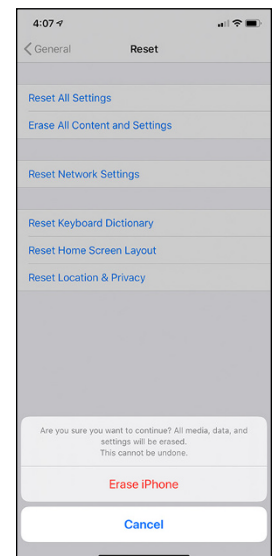 4:07
General
Reset
Reset All Settings
Erase All Content and Settings
Reset Network Settings
Reset Keyboard Dictionary
Reset Home Screen Layout
Reset Location & Privacy
Are you sure you want to continue? All media, data, and
settings will be erased.
This cannot be undone.
Erase iPhone
Cancel